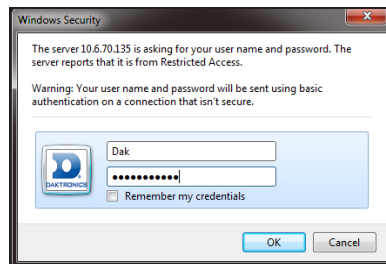 Windows Security
The server 10.6.70.135 is asking for your user name and password. The
server reports that it is from Restricted Access.
Warning: Your user name and password will be sent using basic
authentication on a connection that isn't secure.
Dak
•••••••••••
DAKTRONICS
Remember my credentials
OK
Cancel